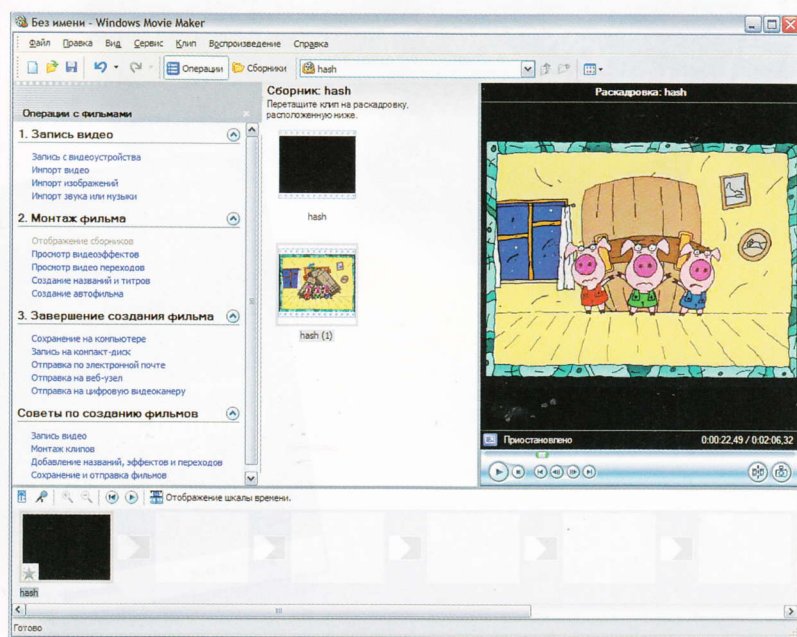 Без имени - Windows Movie Maker
Файл Правка Вид Сервис Клип Воспроизведение Справка
Операции Сборники hash
Операции с фильмами
1. Запись видео
Запись с видеоустройства
Импорт видео
Импорт изображений
Импорт звука или музыки
2. Монтаж фильма
Отображение сборников
Просмотр видеоэффектов
Просмотр видео переходов
Создание названий и титров
Создание автофильма
3. Завершение создания фильма
Сохранение на компьютере
Запись на компакт-диск
Отправка по электронной почте
Отправка на веб-узел
Отправка на цифровую видеокамеру
Советы по созданию фильмов
Запись видео
Монтаж клипов
Добавление названий, эффектов и переходов
Сохранение и отправка фильмов
Сборник: hash
Перетащите клип на раскадровку,
расположенную ниже.
hash
hash (1)
Раскадровка: hash
Приостановлено 0:00:22,49 / 0:02:06,32
Отображение шкалы времени.
hash
Готово